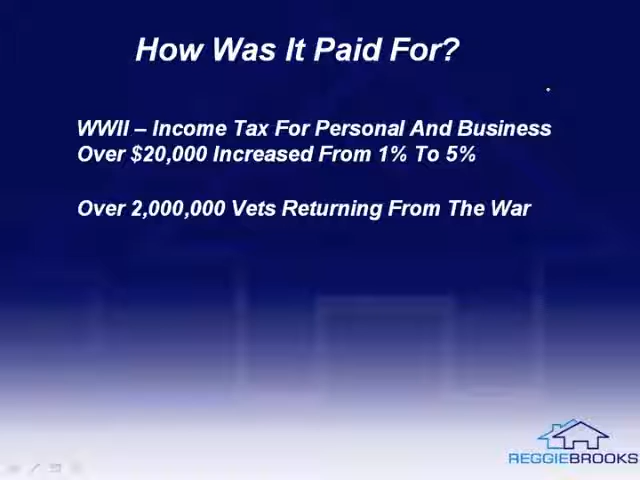 How Was It Paid For?
WWII – Income Tax For Personal And Business
Over $20,000 Increased From 1% To 5%
Over 2,000,000 Vets Returning From The War
REGGIEBROOKS